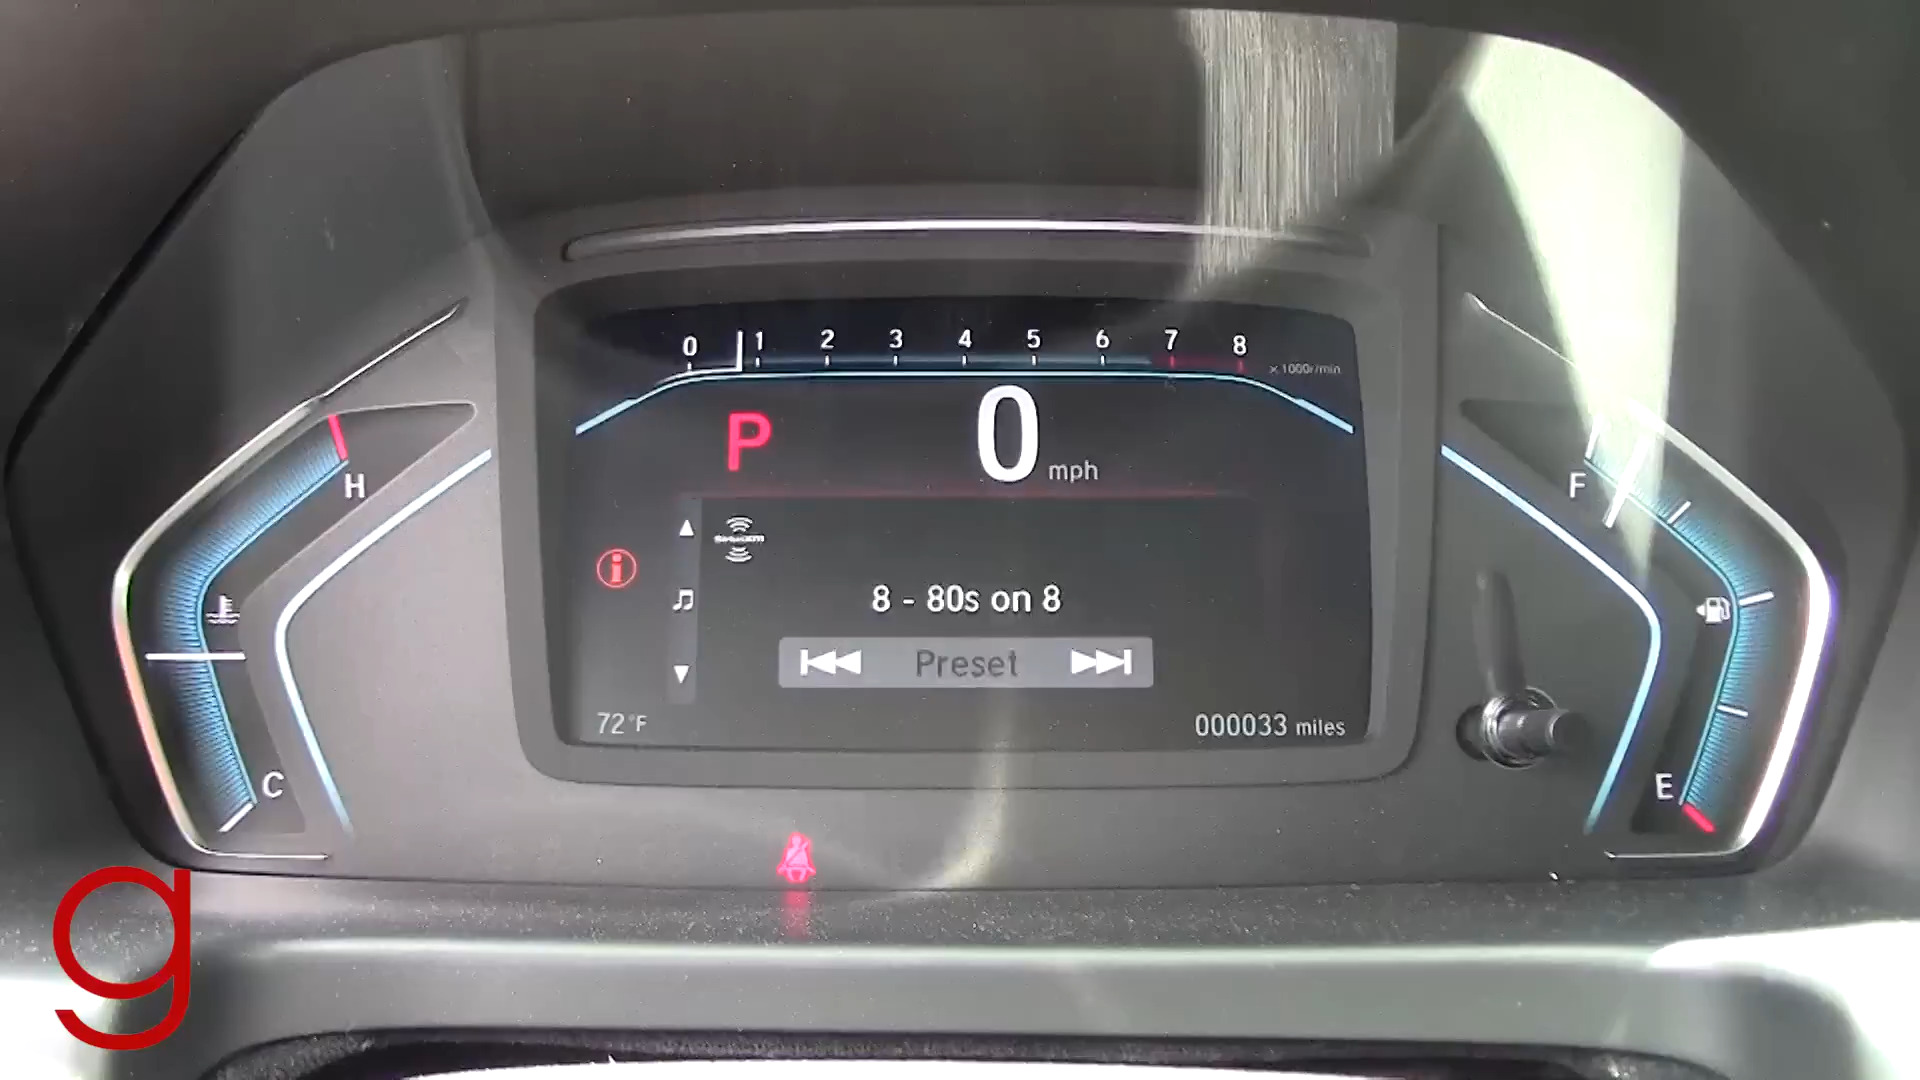 0 1 2 3 4 5 6 7 8
x 1000r/min
P 0 mph
H
F
SiriusXM
8 - 80s on 8
Preset
72°F
000033 miles
C
E
g